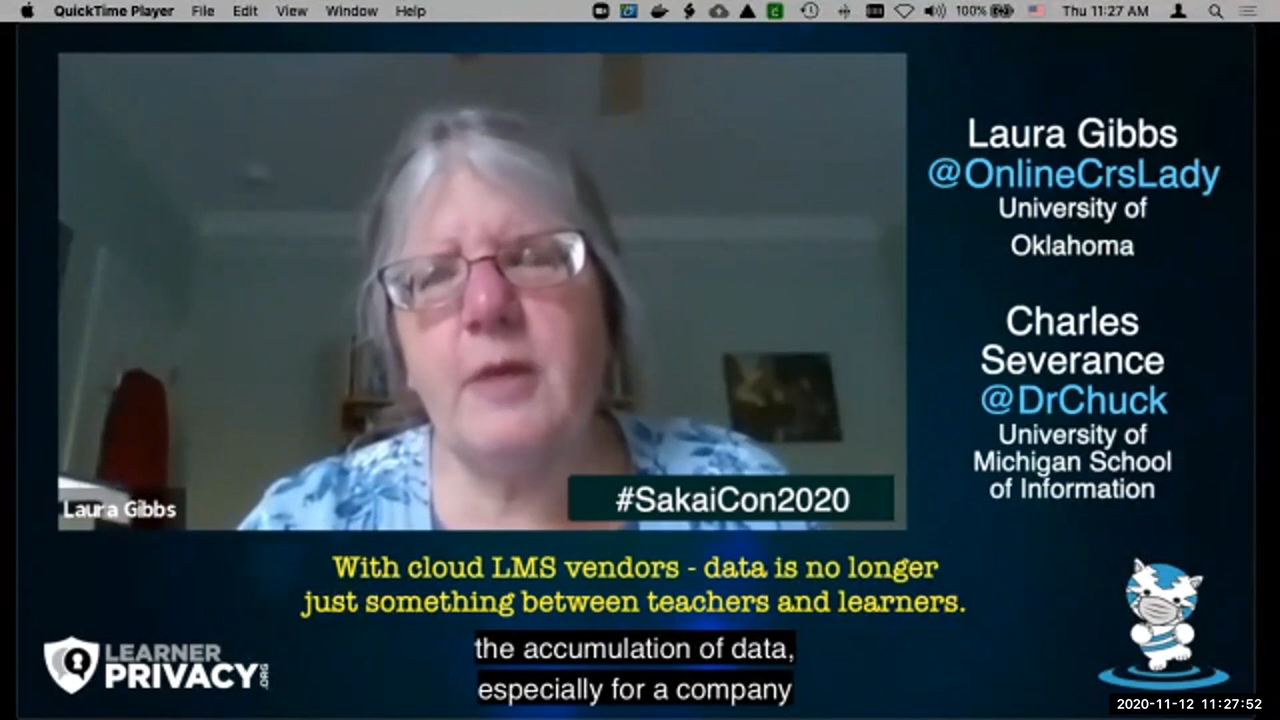 QuickTime Player File Edit View Window Help 100% Thu 11:27 AM
Laura Gibbs
@OnlineCrsLady
University of
Oklahoma
Charles
Severance
@DrChuck
University of
Michigan School
of Information
Laura Gibbs
#SakaiCon2020
With cloud LMS vendors - data is no longer
just something between teachers and learners.
the accumulation of data,
especially for a company
LEARNER
PRIVACY.ORG
2020-11-12 11:27:52